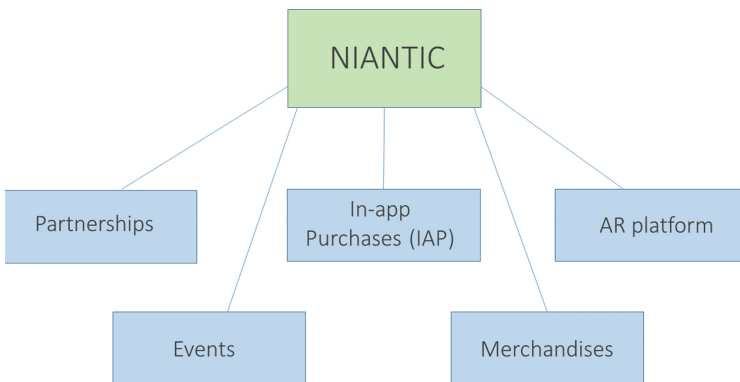 NIANTIC
Partnerships
In-app
Purchases (IAP)
AR platform
Events
Merchandises